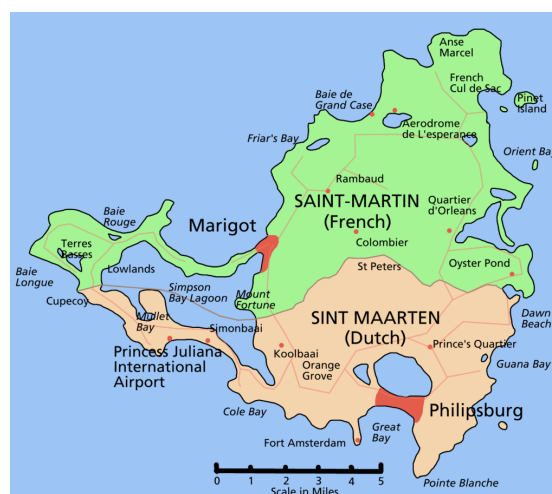 Anse
Marcel
French
Cul de Sac
Pinet
Island
Baie de
Grand Case
Aerodrome
de L'esperance
Friar's Bay
Orient Bay
Rambaud
SAINT-MARTIN
(French)
Quartier
d'Orleans
Baie
Rouge
Marigot
Colombier
Terres
Basses
Baie
Longue
Lowlands
St Peters
Oyster Pond
Cupecoy
Simpson
Bay Lagoon
Mount
Fortune
Mullet
Bay
Simonbaai
SINT MAARTEN
(Dutch)
Dawn
Beach
Princess Juliana
International
Airport
Koolbaai
Orange
Grove
Prince's Quartier
Guana Bay
Cole Bay
Great
Bay
Philipsburg
Fort Amsterdam
Pointe Blanche
0 1 2 3 4 5
Scale in Miles